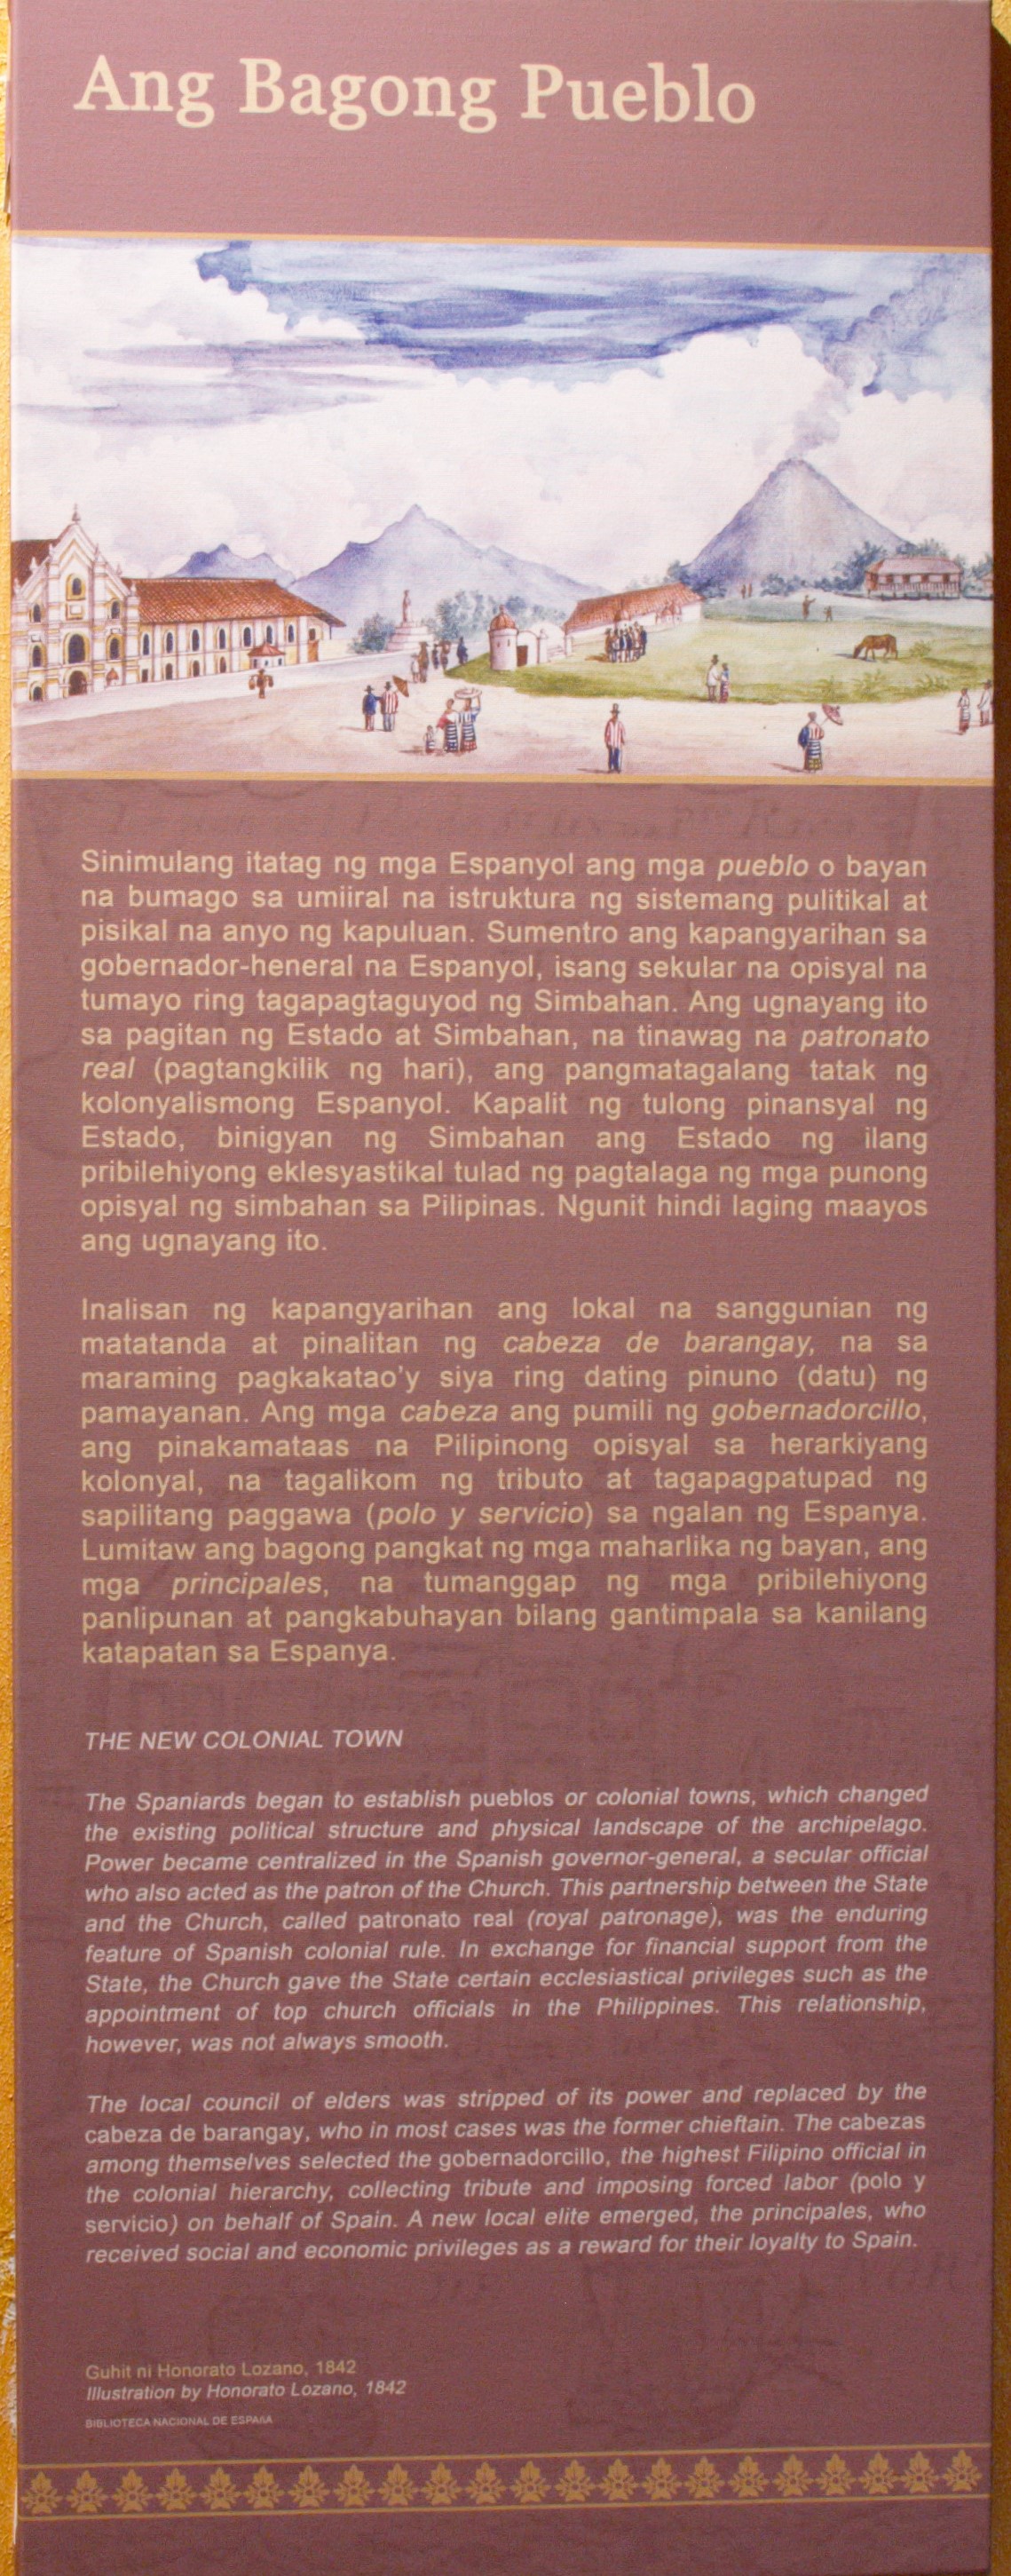 Ang Bagong Pueblo
Sinimulang itatag ng mga Espanyol ang mga pueblo o bayan
na bumago sa umiiral na istruktura ng sistemang pulitikal at
pisikal na anyo ng kapuluan. Sumentro ang kapangyarihan sa
gobernador-heneral na Espanyol, isang sekular na opisyal na
tumayo ring tagapagtaguyod ng Simbahan. Ang ugnayang ito
sa pagitan ng Estado at Simbahan, na tinawag na patronato
real (pagtangkilik ng hari), ang pangmatagalang tatak ng
kolonyalismong Espanyol. Kapalit ng tulong pinansyal ng
Estado, binigyan ng Simbahan ang Estado ng ilang
pribilehiyong eklesyastikal tulad ng pagtalaga ng mga punong
opisyal ng simbahan sa Pilipinas. Ngunit hindi laging maayos
ang ugnayang ito.
Inalisan ng kapangyarihan ang lokal na sanggunian ng
matatanda at pinalitan ng cabeza de barangay, na sa
maraming pagkakatao'y siya ring dating pinuno (datu) ng
pamayanan. Ang mga cabeza ang pumili ng gobernadorcillo,
ang pinakamataas na Pilipinong opisyal sa herarkiyang
kolonyal, na tagalikom ng tributo at tagapagpatupad ng
sapilitang paggawa (polo y servicio) sa ngalan ng Espanya.
Lumitaw ang bagong pangkat ng mga maharlika ng bayan, ang
mga principales, na tumanggap ng mga pribilehiyong
panlipunan at pangkabuhayan bilang gantimpala sa kanilang
katapatan sa Espanya.
THE NEW COLONIAL TOWN
The Spaniards began to establish pueblos or colonial towns, which changed
the existing political structure and physical landscape of the archipelago.
Power became centralized in the Spanish governor-general, a secular official
who also acted as the patron of the Church. This partnership between the State
and the Church, called patronato real (royal patronage), was the enduring
feature of Spanish colonial rule. In exchange for financial support from the
State, the Church gave the State certain ecclesiastical privileges such as the
appointment of top church officials in the Philippines. This relationship,
however, was not always smooth.
The local council of elders was stripped of its power and replaced by the
cabeza de barangay, who in most cases was the former chieftain. The cabezas
among themselves selected the gobernadorcillo, the highest Filipino official in
the colonial hierarchy, collecting tribute and imposing forced labor (polo y
servicio) on behalf of Spain. A new local elite emerged, the principales, who
received social and economic privileges as a reward for their loyalty to Spain.
Guhit ni Honorato Lozano, 1842
Illustration by Honorato Lozano, 1842
BIBLIOTECA NACIONAL DE ESPAÑA